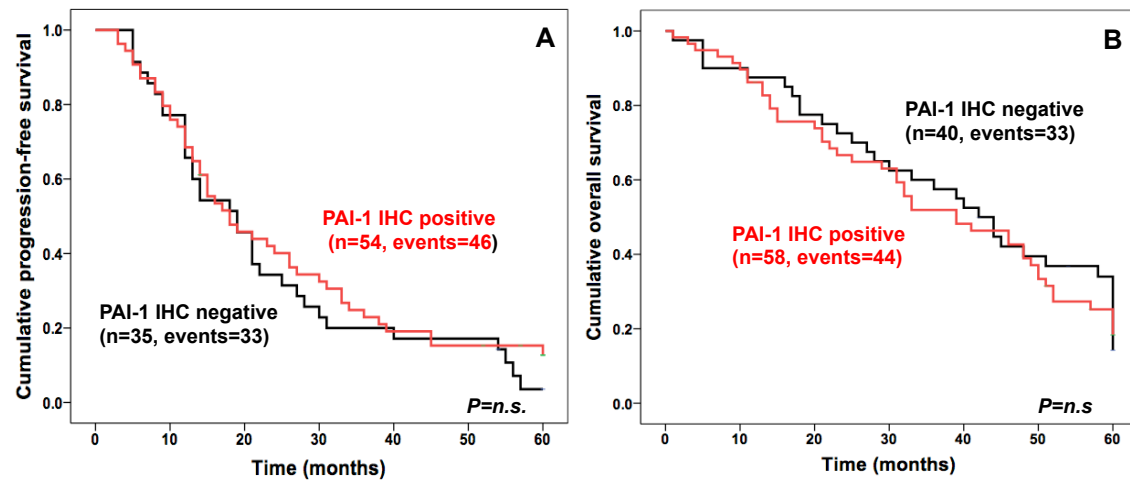 A
Cumulative progression-free survival
1.0
0.8
0.6
0.4
0.2
0.0
PAI-1 IHC positive
(n=54, events=46)
PAI-1 IHC negative
(n=35, events=33)
P=n.s.
0 10 20 30 40 50 60
Time (months)
B
Cumulative overall survival
1.0
0.8
0.6
0.4
0.2
0.0
PAI-1 IHC negative
(n=40, events=33)
PAI-1 IHC positive
(n=58, events=44)
P=n.s
0 10 20 30 40 50 60
Time (months)